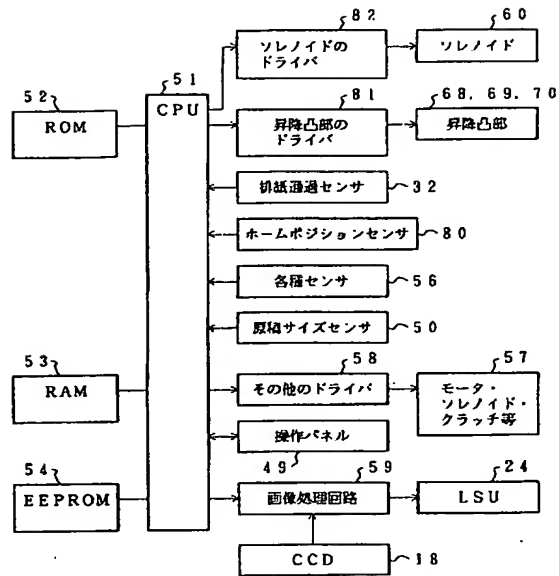 82
60
ソレノイドの
ドライバ
ソレノイド
51
52
CPU
ROM
81
68, 69, 70
昇降凸部の
ドライバ
昇降凸部
排紙通過センサ
32
ホームポジションセンサ
80
各種センサ
56
原稿サイズセンサ
50
53
RAM
58
57
その他のドライバ
モータ・
ソレノイド・
クラッチ等
操作パネル
54
49
59
24
EEPROM
画像処理回路
LSU
CCD
18